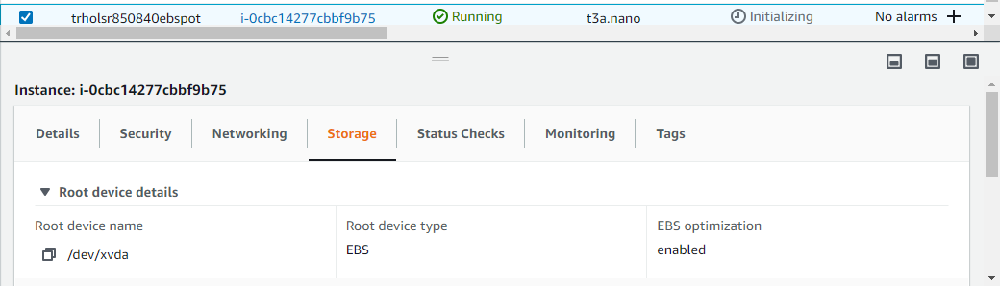 trholsr850840ebspot i-0cbc14277cbbf9b75 Running t3a.nano Initializing No alarms
Instance: i-0cbc14277cbbf9b75
Details Security Networking Storage Status Checks Monitoring Tags
Root device details
Root device name Root device type EBS optimization
/dev/xvda EBS enabled